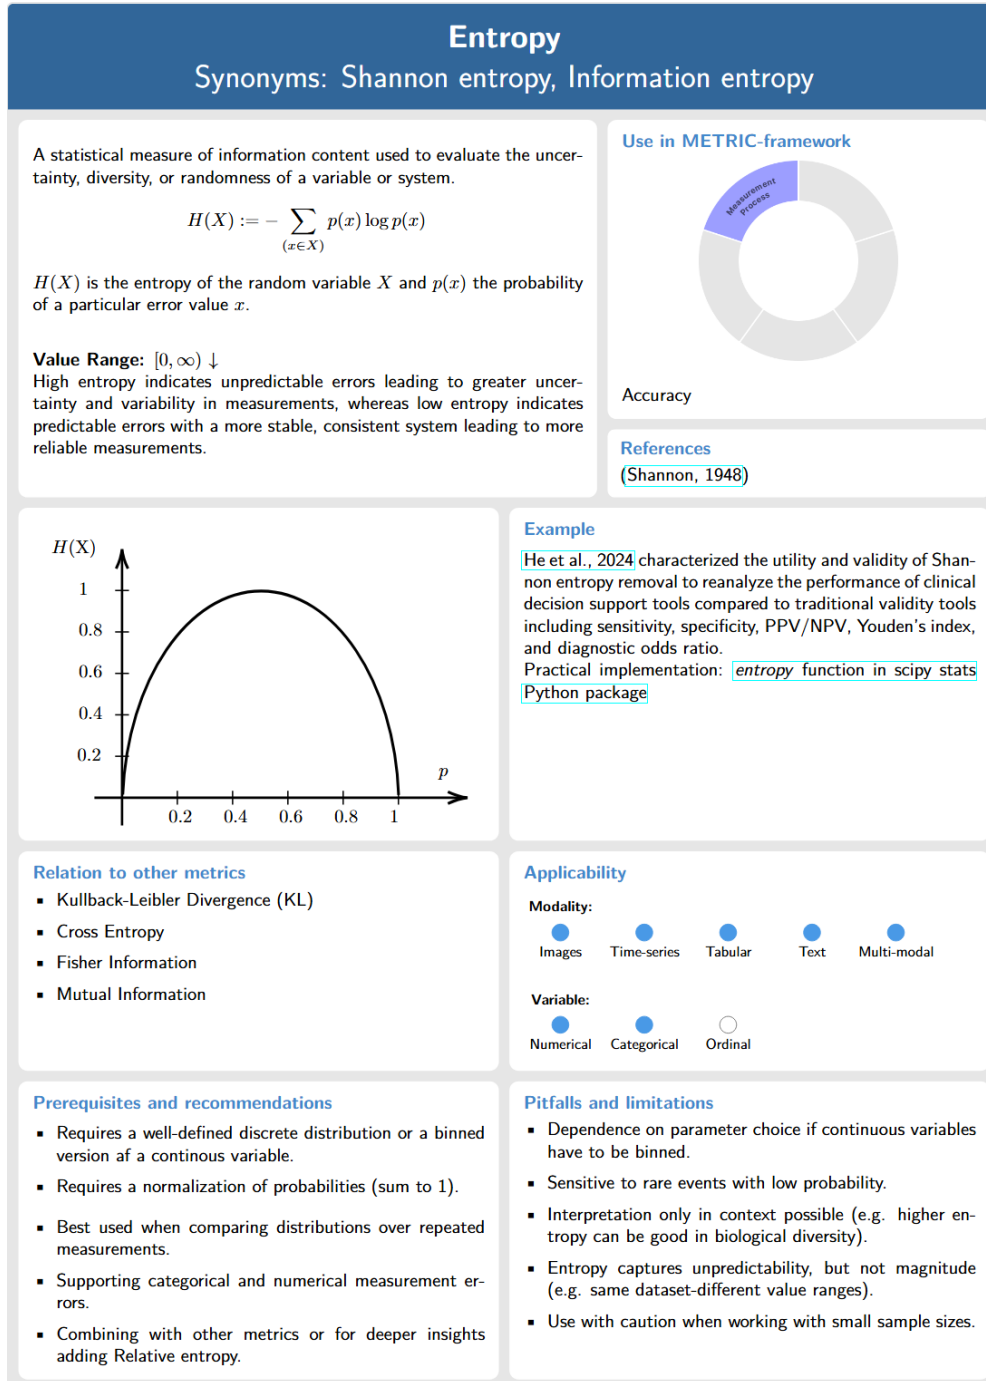 Entropy
Synonyms: Shannon entropy, Information entropy
A statistical measure of information content used to evaluate the uncer-
tainty, diversity, or randomness of a variable or system.
H(X) := − ∑ p(x) log p(x)
(x∈X)
H(X) is the entropy of the random variable X and p(x) the probability
of a particular error value x.
Value Range: [0, ∞) ↓
High entropy indicates unpredictable errors leading to greater uncer-
tainty and variability in measurements, whereas low entropy indicates
predictable errors with a more stable, consistent system leading to more
reliable measurements.
Use in METRIC-framework
Measurement
Process
Accuracy
References
(Shannon, 1948)
H(X)
1
0.8
0.6
0.4
0.2
p
0.2 0.4 0.6 0.8 1
Example
He et al., 2024 characterized the utility and validity of Shan-
non entropy removal to reanalyze the performance of clinical
decision support tools compared to traditional validity tools
including sensitivity, specificity, PPV/NPV, Youden's index,
and diagnostic odds ratio.
Practical implementation: entropy function in scipy stats
Python package
Relation to other metrics
▪ Kullback-Leibler Divergence (KL)
▪ Cross Entropy
▪ Fisher Information
▪ Mutual Information
Applicability
Modality:
Images Time-series Tabular Text Multi-modal
Variable:
Numerical Categorical Ordinal
Prerequisites and recommendations
▪ Requires a well-defined discrete distribution or a binned
version af a continous variable.
▪ Requires a normalization of probabilities (sum to 1).
▪ Best used when comparing distributions over repeated
measurements.
▪ Supporting categorical and numerical measurement er-
rors.
▪ Combining with other metrics or for deeper insights
adding Relative entropy.
Pitfalls and limitations
▪ Dependence on parameter choice if continuous variables
have to be binned.
▪ Sensitive to rare events with low probability.
▪ Interpretation only in context possible (e.g. higher en-
tropy can be good in biological diversity).
▪ Entropy captures unpredictability, but not magnitude
(e.g. same dataset-different value ranges).
▪ Use with caution when working with small sample sizes.